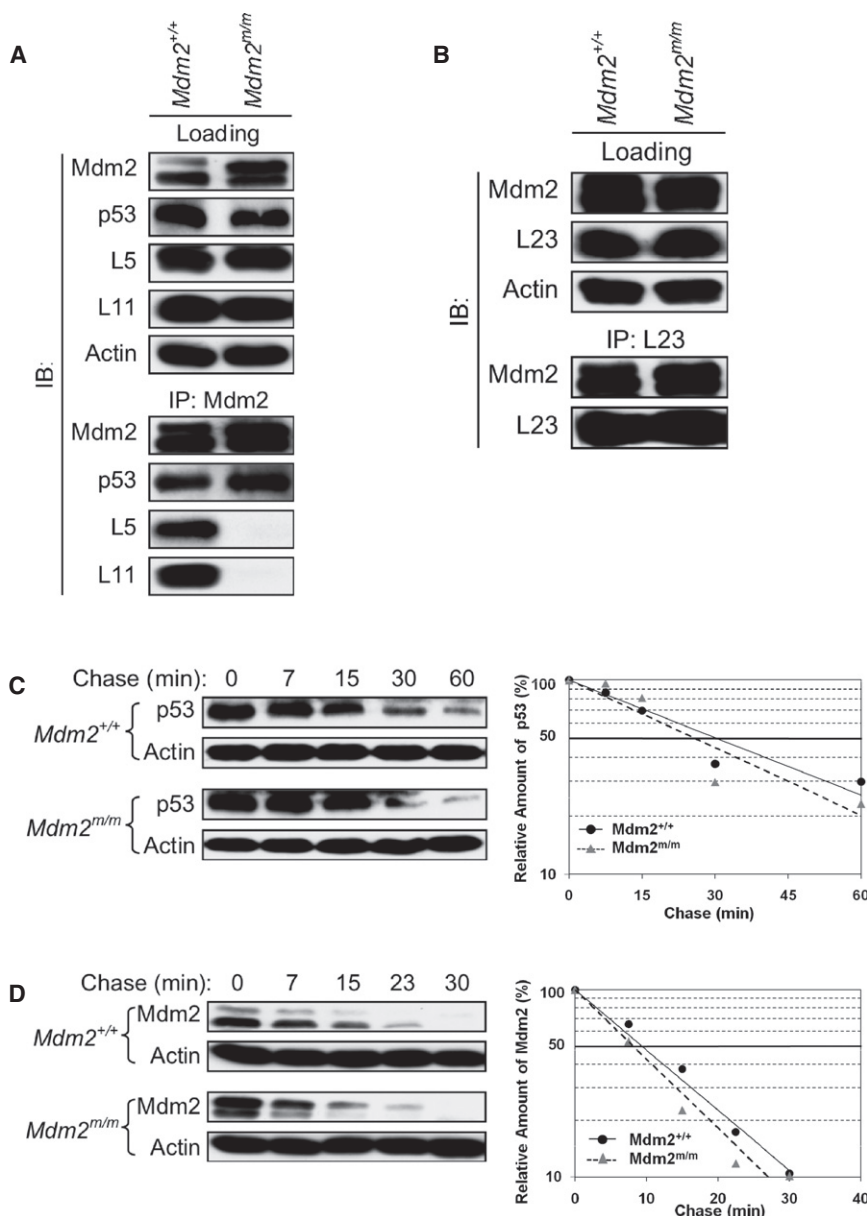 A
Mdm2+/+
Mdm2m/m
Loading
IB:
Mdm2
p53
L5
L11
Actin
IP: Mdm2
Mdm2
p53
L5
L11
B
Mdm2+/+
Mdm2m/m
Loading
IB:
Mdm2
L23
Actin
IP: L23
Mdm2
L23
C
Chase (min): 0 7 15 30 60
Mdm2+/+
p53
Actin
Mdm2m/m
p53
Actin
Relative Amount of p53 (%)
100
50
10
Mdm2+/+
Mdm2m/m
0 15 30 45 60
Chase (min)
D
Chase (min): 0 7 15 23 30
Mdm2+/+
Mdm2
Actin
Mdm2m/m
Mdm2
Actin
Relative Amount of Mdm2 (%)
100
50
10
Mdm2+/+
Mdm2m/m
0 10 20 30 40
Chase (min)